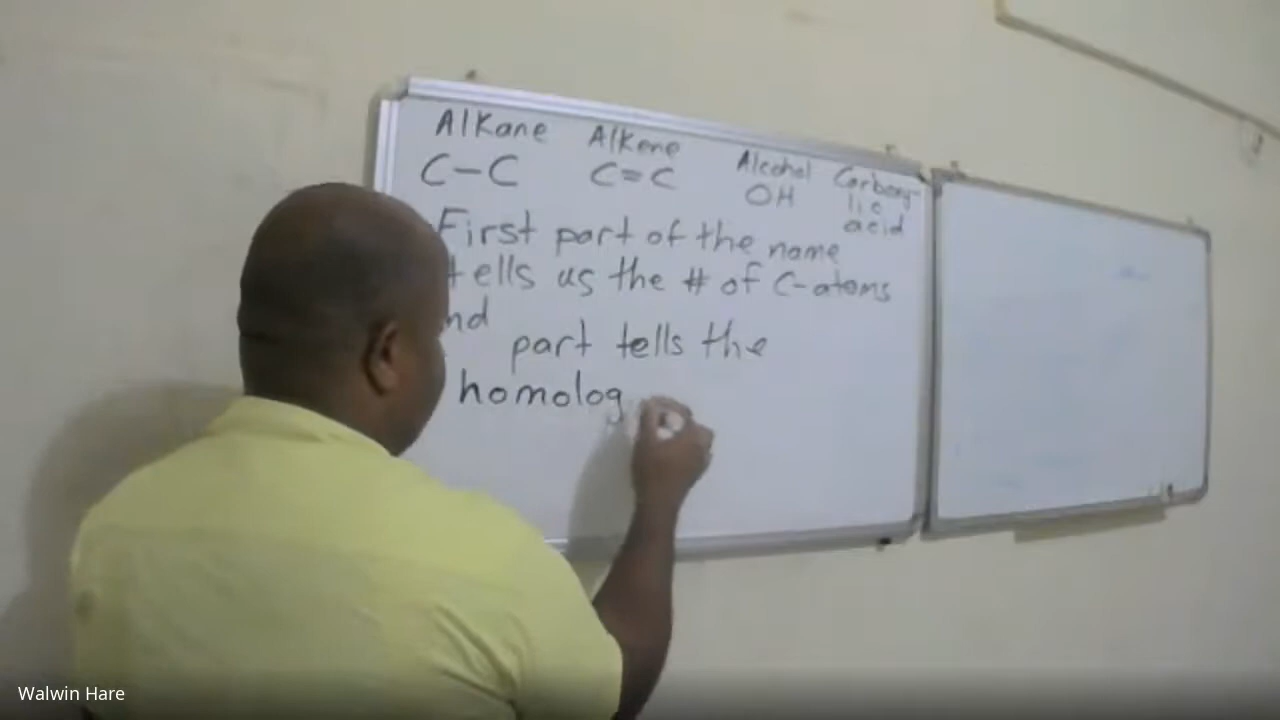 Alkane Alkene Alcohol Carboxy-
C-C C=C OH lic
acid
First part of the name
tells us the # of C-atoms
nd
part tells the
homolog
Walwin Hare